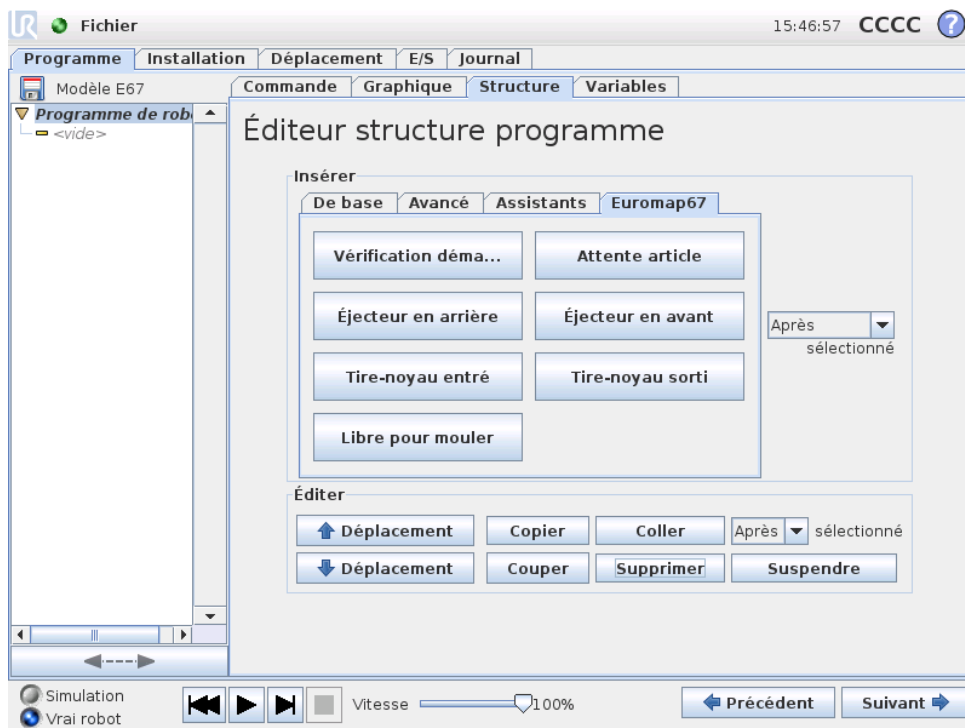 UR Fichier 15:46:57 CCCC ?
Programme Installation Déplacement E/S Journal
Modèle E67
Commande Graphique Structure Variables
Programme de rob
<vide>
Éditeur structure programme
Insérer
De base Avancé Assistants Euromap67
Vérification déma... Attente article
Éjecteur en arrière Éjecteur en avant
Tire-noyau entré Tire-noyau sorti
Libre pour mouler
Après
sélectionné
Éditer
Déplacement Copier Coller Après sélectionné
Déplacement Couper Supprimer Suspendre
Simulation
Vrai robot
Vitesse 100%
Précédent Suivant